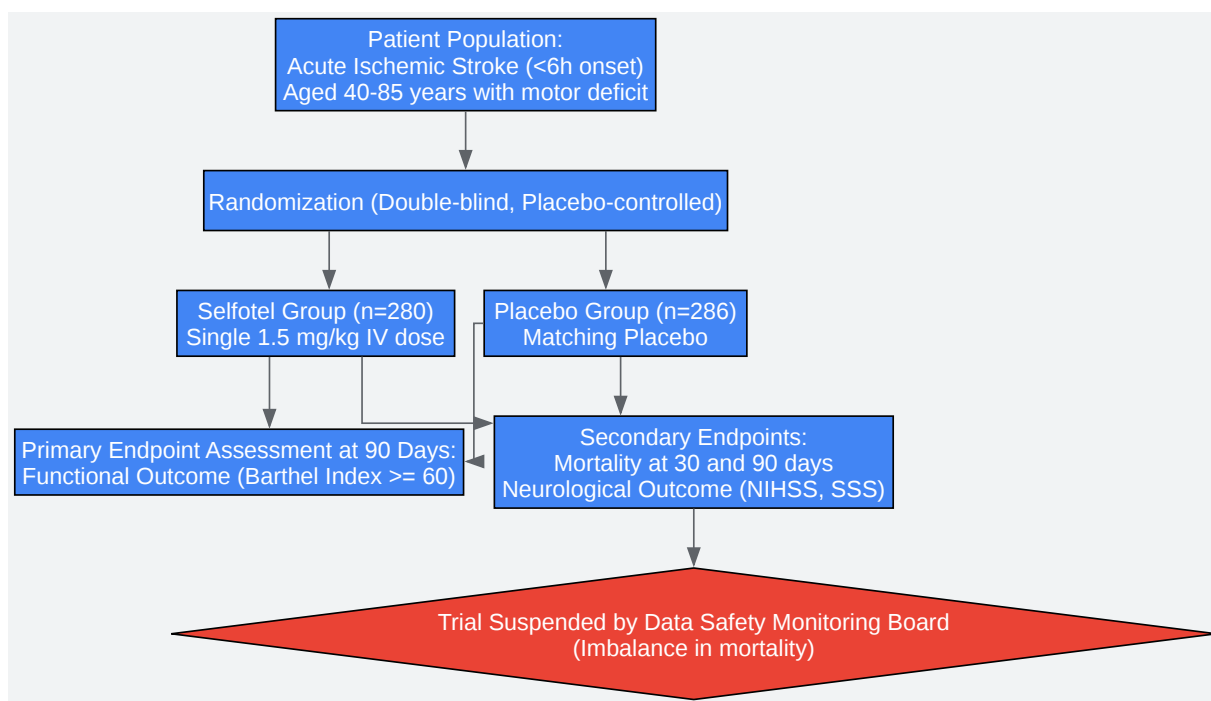 Patient Population:
Acute Ischemic Stroke (<6h onset)
Aged 40-85 years with motor deficit
Randomization (Double-blind, Placebo-controlled)
Selfotel Group (n=280)
Single 1.5 mg/kg IV dose
Placebo Group (n=286)
Matching Placebo
Primary Endpoint Assessment at 90 Days:
Functional Outcome (Barthel Index >= 60)
Secondary Endpoints:
Mortality at 30 and 90 days
Neurological Outcome (NIHSS, SSS)
Trial Suspended by Data Safety Monitoring Board
(Imbalance in mortality)